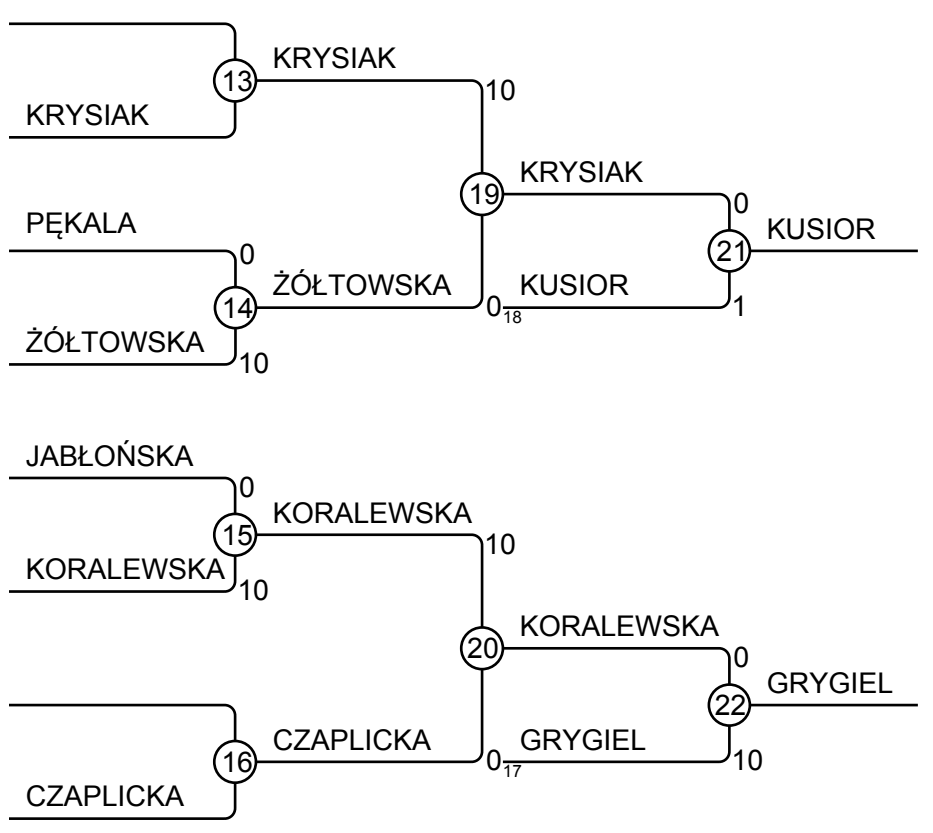 KRYSIAK
13
10
KRYSIAK
KRYSIAK
19
0
PĘKALA
KUSIOR
21
0
ŻÓŁTOWSKA
KUSIOR
14
0
18
1
ŻÓŁTOWSKA
10
JABŁOŃSKA
0
KORALEWSKA
15
10
KORALEWSKA
10
KORALEWSKA
20
0
GRYGIEL
22
CZAPLICKA
GRYGIEL
16
0
17
10
CZAPLICKA